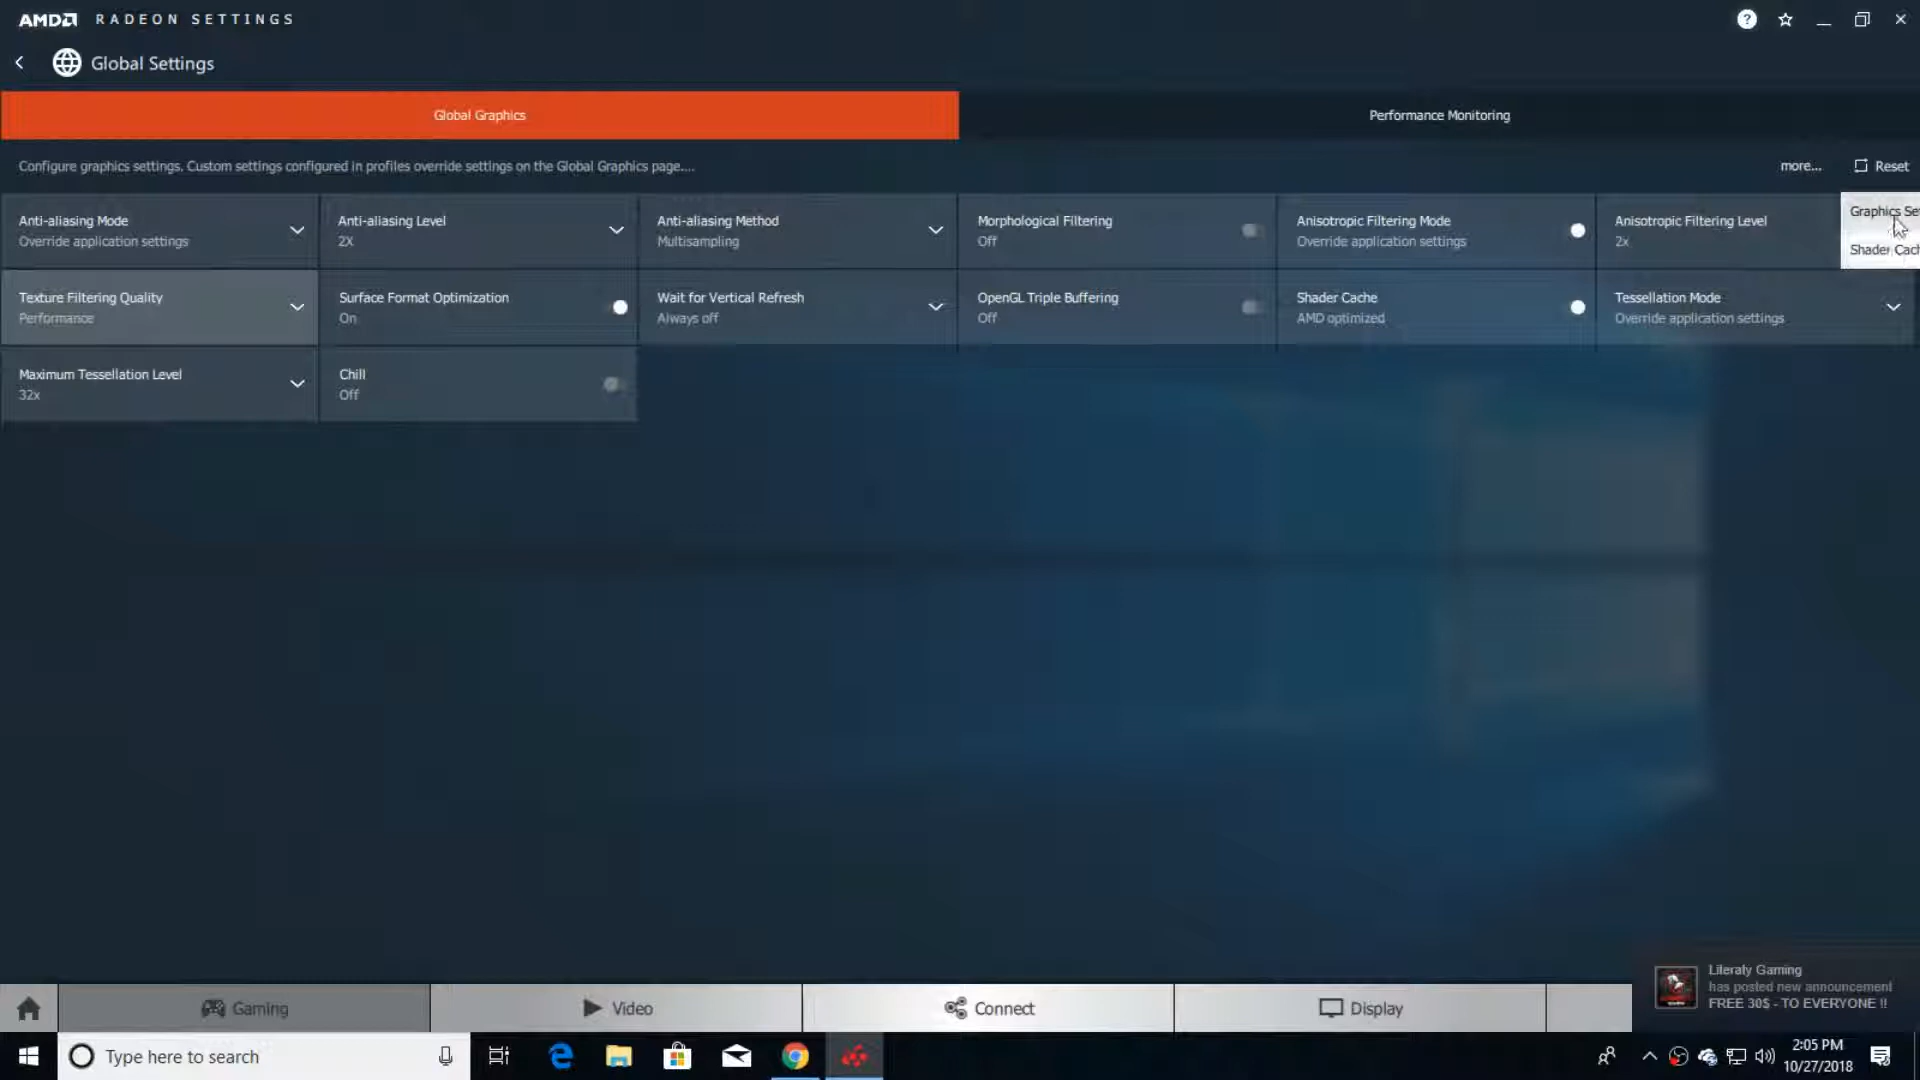 AMD RADEON SETTINGS
Global Settings
Global Graphics
Performance Monitoring
Configure graphics settings. Custom settings configured in profiles override settings on the Global Graphics page....
more...
Reset
Anti-aliasing Mode
Override application settings
Anti-aliasing Level
2X
Anti-aliasing Method
Multisampling
Morphological Filtering
Off
Anisotropic Filtering Mode
Override application settings
Anisotropic Filtering Level
2x
Graphics Set
Shader Cach
Texture Filtering Quality
Performance
Surface Format Optimization
On
Wait for Vertical Refresh
Always off
OpenGL Triple Buffering
Off
Shader Cache
AMD optimized
Tessellation Mode
Override application settings
Maximum Tessellation Level
32x
Chill
Off
Literaly Gaming
has posted new announcement
FREE 30$ - TO EVERYONE !!
Gaming
Video
Connect
Display
Type here to search
2:05 PM
10/27/2018